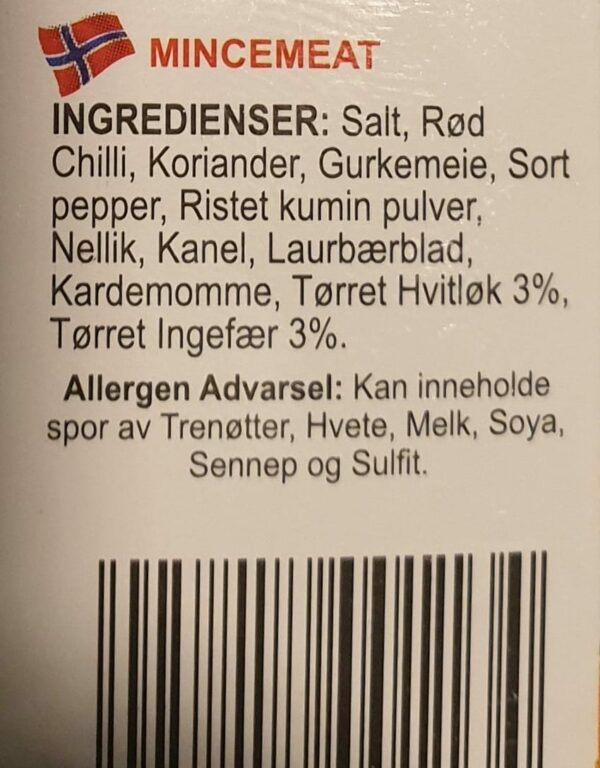 MINCEMEAT
INGREDIENSER: Salt, Rød
Chilli, Koriander, Gurkemeie, Sort
pepper, Ristet kumin pulver,
Nellik, Kanel, Laurbærblad,
Kardemomme, Tørret Hvitløk 3%,
Tørret Ingefær 3%.
Allergen Advarsel: Kan inneholde
spor av Trenøtter, Hvete, Melk, Soya,
Sennep og Sulfit.